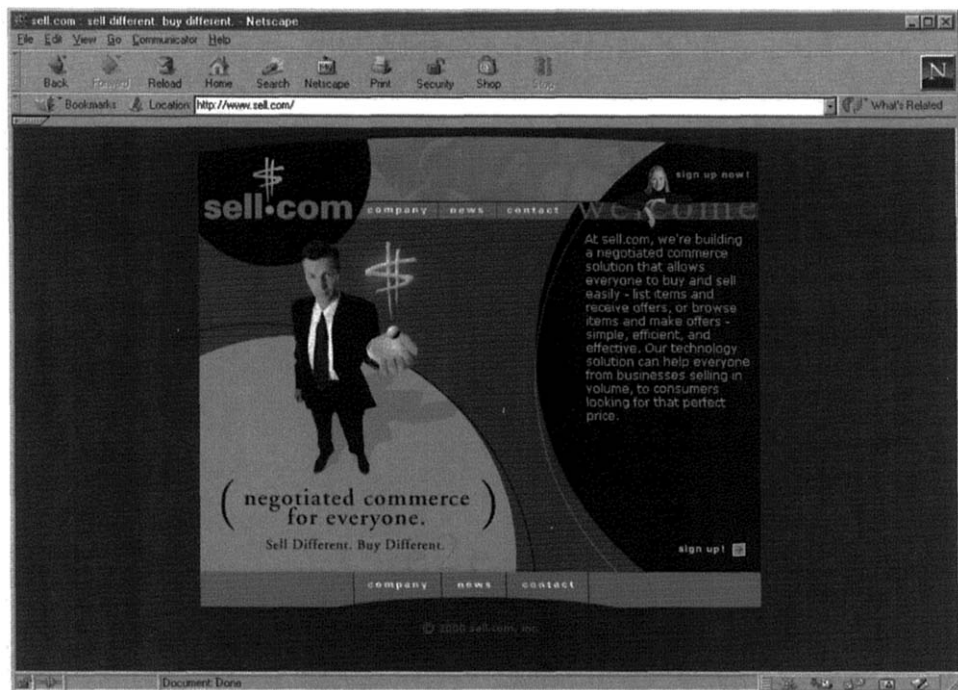 sell.com - sell different. buy different. - Netscape
File Edit View Go Communicator Help
Back Forward Reload Home Search Netscape Print Security Shop Stop
Bookmarks Location: http://www.sell.com/ What's Related
$
sell•com
company news contact
sign up now!
welcome
At sell.com, we're building
a negotiated commerce
solution that allows
everyone to buy and sell
easily - list items and
receive offers, or browse
items and make offers -
simple, efficient, and
effective. Our technology
solution can help everyone
from businesses selling in
volume, to consumers
looking for that perfect
price.
$
(negotiated commerce
for everyone.)
Sell Different. Buy Different.
sign up!
company news contact
© 2000 sell.com, inc.
Document: Done
N